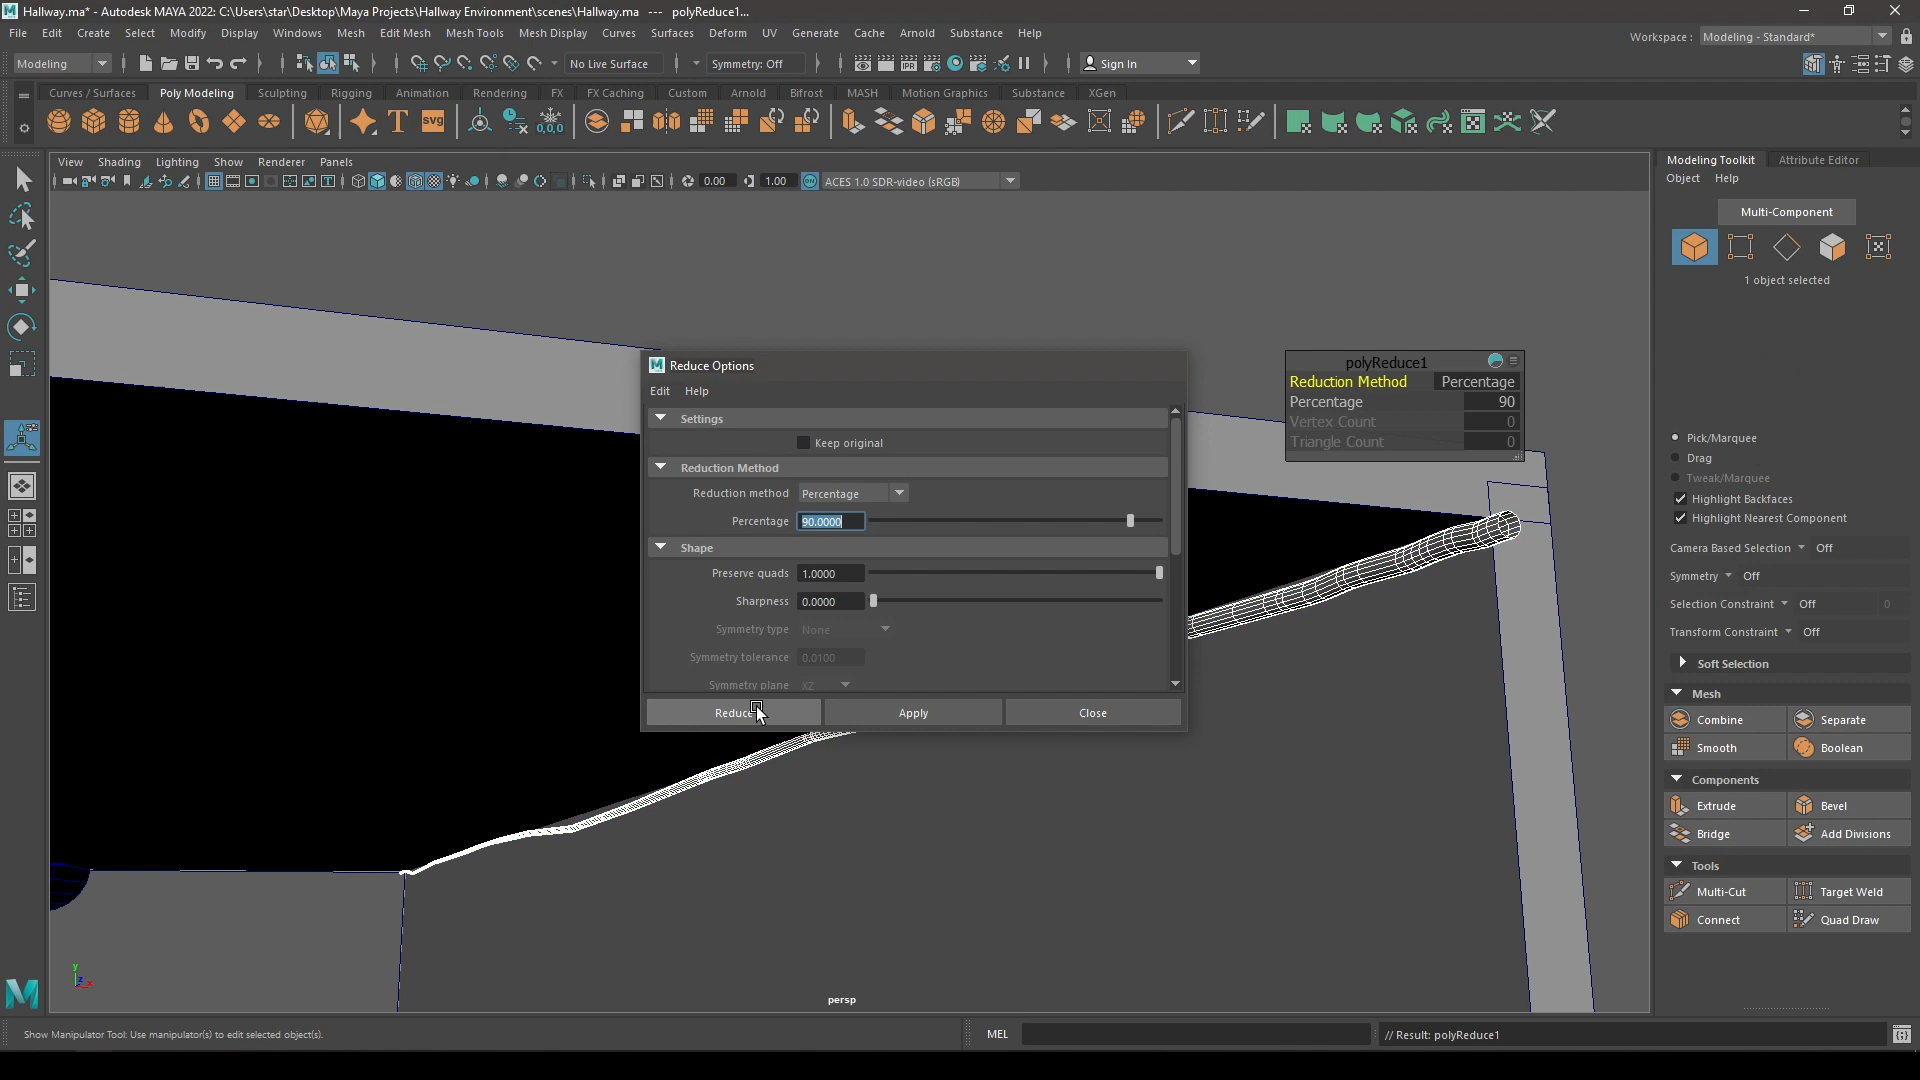 Hallway.ma* - Autodesk MAYA 2022: C:\Users\star\Desktop\Maya Projects\Hallway Environment\scenes\Hallway.ma --- polyReduce1...
File Edit Create Select Modify Display Windows Mesh Edit Mesh Mesh Tools Mesh Display Curves Surfaces Deform UV Generate Cache Arnold Substance Help
Workspace : Modeling - Standard*
Modeling No Live Surface Symmetry: Off IPR Sign In
Curves / Surfaces Poly Modeling Sculpting Rigging Animation Rendering FX FX Caching Custom Arnold Bifrost MASH Motion Graphics Substance XGen
T SVG 0,0,0
View Shading Lighting Show Renderer Panels
0.00 1.00 ON ACES 1.0 SDR-video (sRGB)
Modeling Toolkit Attribute Editor
Object Help
Multi-Component
1 object selected
Pick/Marquee
Drag
Tweak/Marquee
Highlight Backfaces
Highlight Nearest Component
Camera Based Selection Off
Symmetry Off
Selection Constraint Off 0
Transform Constraint Off
Soft Selection
Mesh
Combine Separate
Smooth Boolean
Components
Extrude Bevel
Bridge Add Divisions
Tools
Multi-Cut Target Weld
Connect Quad Draw
Reduce Options
Edit Help
Settings
Keep original
Reduction Method
Reduction method Percentage
Percentage 90.0000
Shape
Preserve quads 1.0000
Sharpness 0.0000
Symmetry type None
Symmetry tolerance 0.0100
Symmetry plane XZ
Reduce Apply Close
polyReduce1
Reduction Method Percentage
Percentage 90
Vertex Count 0
Triangle Count 0
y
z x
persp
Show Manipulator Tool: Use manipulator(s) to edit selected object(s).
MEL
// Result: polyReduce1